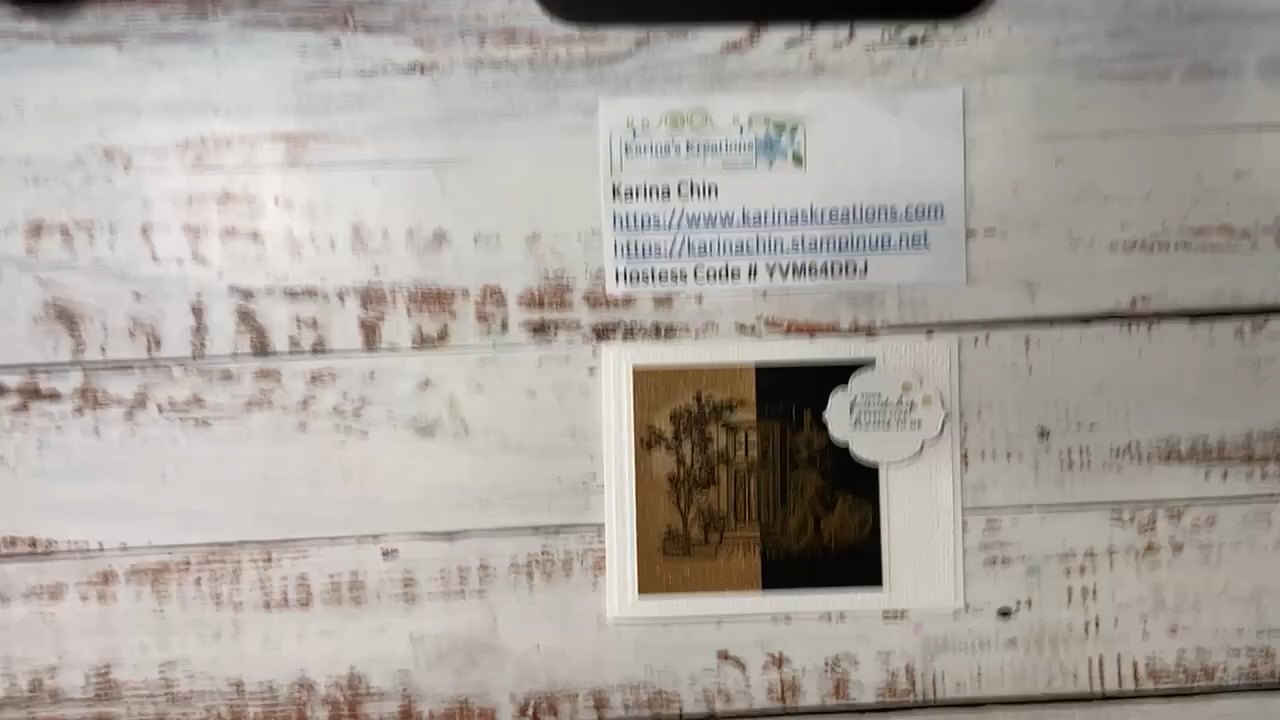 Karina's Kreations
Karina Chin
https://www.karinaskreations.com
https://karinachin.stampinup.net
Hostess Code # YVM64DDJ